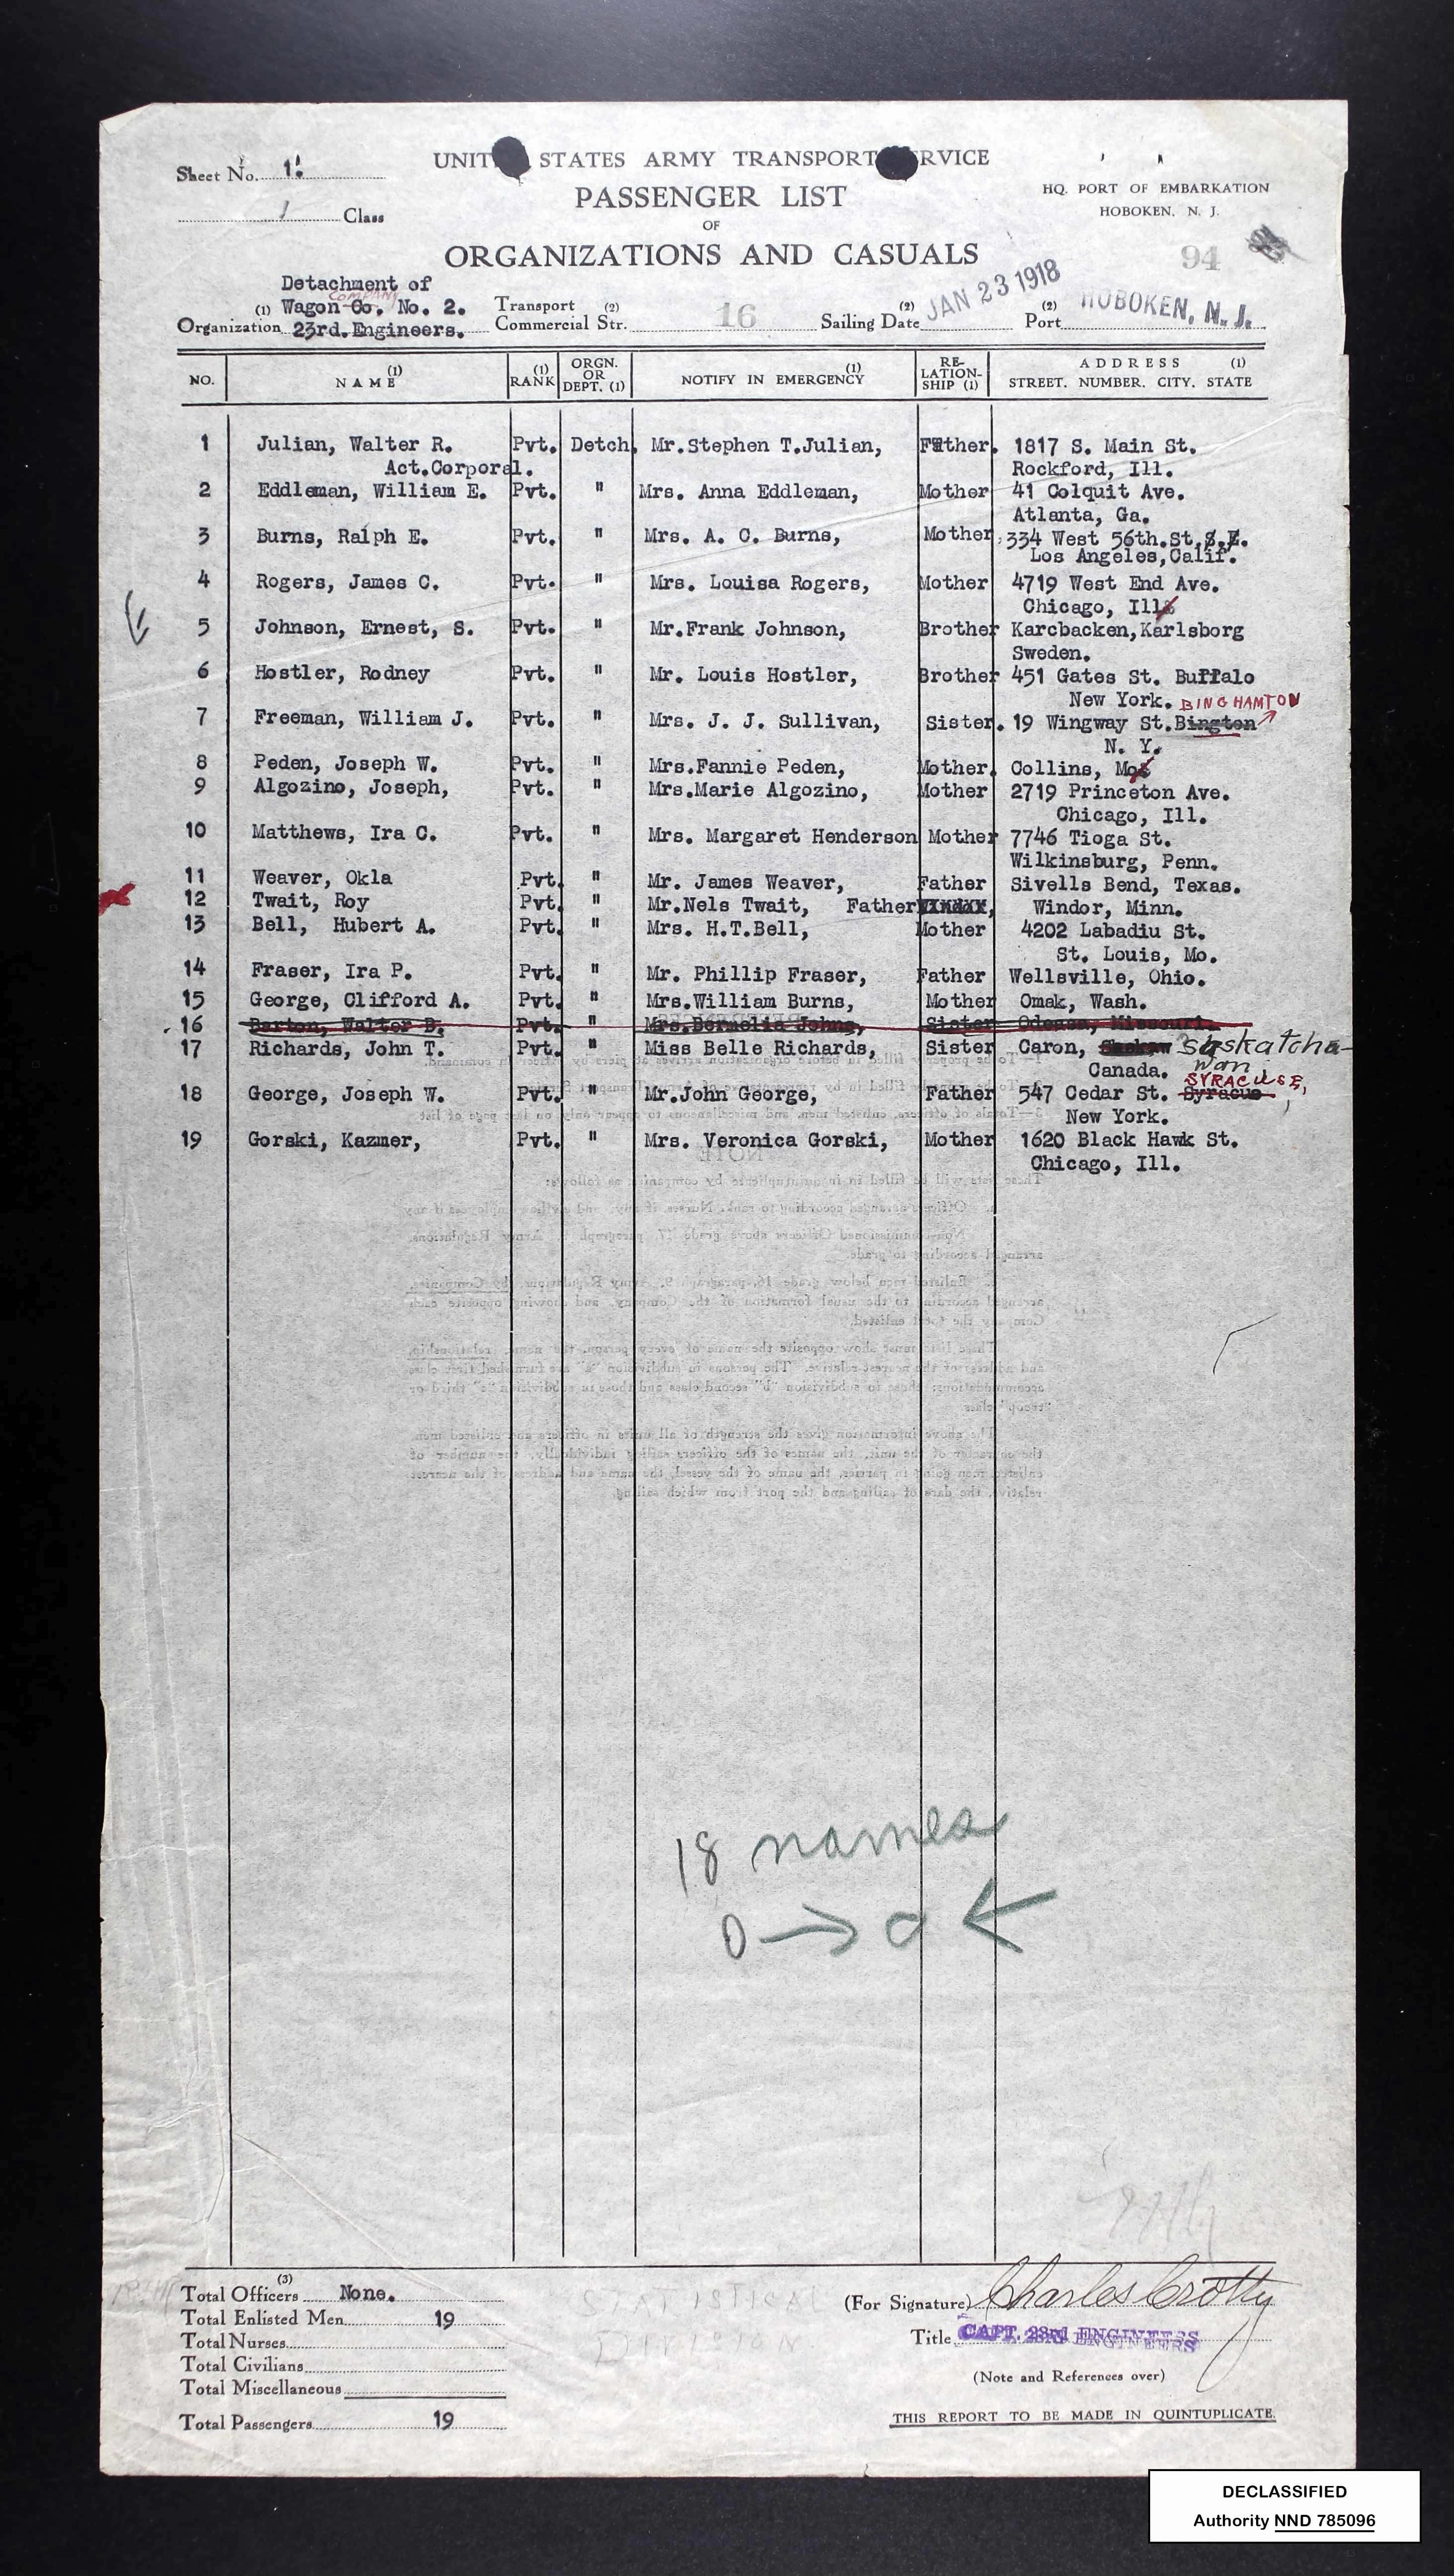 Sheet No. 1.
1 Class
UNIT STATES ARMY TRANSPORT RVICE
PASSENGER LIST
OF
ORGANIZATIONS AND CASUALS
HQ. PORT OF EMBARKATION
HOBOKEN, N. J.
94
Detachment of
COMPANY
(1) Wagon Co. No. 2.
Organization 23rd.Engineers.
Transport (2)
Commercial Str. 16
(2) Sailing Date JAN 23 1918
(2) Port HOBOKEN, N. J.
NO. NAME (1) (1) RANK ORGN. OR DEPT. (1) NOTIFY IN EMERGENCY (1) RE-LATION-SHIP (1) ADDRESS (1) STREET. NUMBER. CITY. STATE
1 Julian, Walter R. Pvt. Detch. Mr.Stephen T.Julian, Father. 1817 S. Main St.
Act.Corporal. Rockford, Ill.
2 Eddleman, William E. Pvt. " Mrs. Anna Eddleman, Mother 41 Colquit Ave.
Atlanta, Ga.
3 Burns, Ralph E. Pvt. " Mrs. A. C. Burns, Mother 334 West 56th.St.S.E.
Los Angeles,Calif.
4 Rogers, James C. Pvt. " Mrs. Louisa Rogers, Mother 4719 West End Ave.
Chicago, Ill
5 Johnson, Ernest, S. Pvt. " Mr.Frank Johnson, Brother Karcbacken,Karlsborg
Sweden.
6 Hostler, Rodney Pvt. " Mr. Louis Hostler, Brother 451 Gates St. Buffalo
New York. BINGHAMTON
7 Freeman, William J. Pvt. " Mrs. J. J. Sullivan, Sister. 19 Wingway St.Bington
N. Y.
8 Peden, Joseph W. Pvt. " Mrs.Fannie Peden, Mother. Collins, Mo
9 Algozino, Joseph, Pvt. " Mrs.Marie Algozino, Mother 2719 Princeton Ave.
Chicago, Ill.
10 Matthews, Ira C. Pvt. " Mrs. Margaret Henderson Mother 7746 Tioga St.
Wilkinsburg, Penn.
11 Weaver, Okla Pvt. " Mr. James Weaver, Father Sivells Bend, Texas.
12 Twait, Roy Pvt. " Mr.Nels Twait, Father Windor, Minn.
13 Bell, Hubert A. Pvt. " Mrs. H.T.Bell, Mother 4202 Labadiu St.
St. Louis, Mo.
14 Fraser, Ira P. Pvt. " Mr. Phillip Fraser, Father Wellsville, Ohio.
15 George, Clifford A. Pvt. " Mrs.William Burns, Mother Omak, Wash.
16 Barton, Walter B. Pvt. " Mrs.Bermelia Johns, Sister Odessa, Missouri.
17 Richards, John T. Pvt. " Miss Belle Richards, Sister Caron, Saskatcha-
Canada. wan
SYRACUSE,
18 George, Joseph W. Pvt. " Mr.John George, Father 547 Cedar St. Syracus
New York.
19 Gorski, Kazmer, Pvt. " Mrs. Veronica Gorski, Mother 1620 Black Hawk St.
Chicago, Ill.
18 names
0 → 0 ←
(3)
Total Officers None.
Total Enlisted Men 19
Total Nurses
Total Civilians
Total Miscellaneous
Total Passengers 19
STATISTICAL
DIVISION
(For Signature) Charles Crotty
Title CAPT. 23rd ENGINEERS
(Note and References over)
THIS REPORT TO BE MADE IN QUINTUPLICATE.
DECLASSIFIED
Authority NND 785096